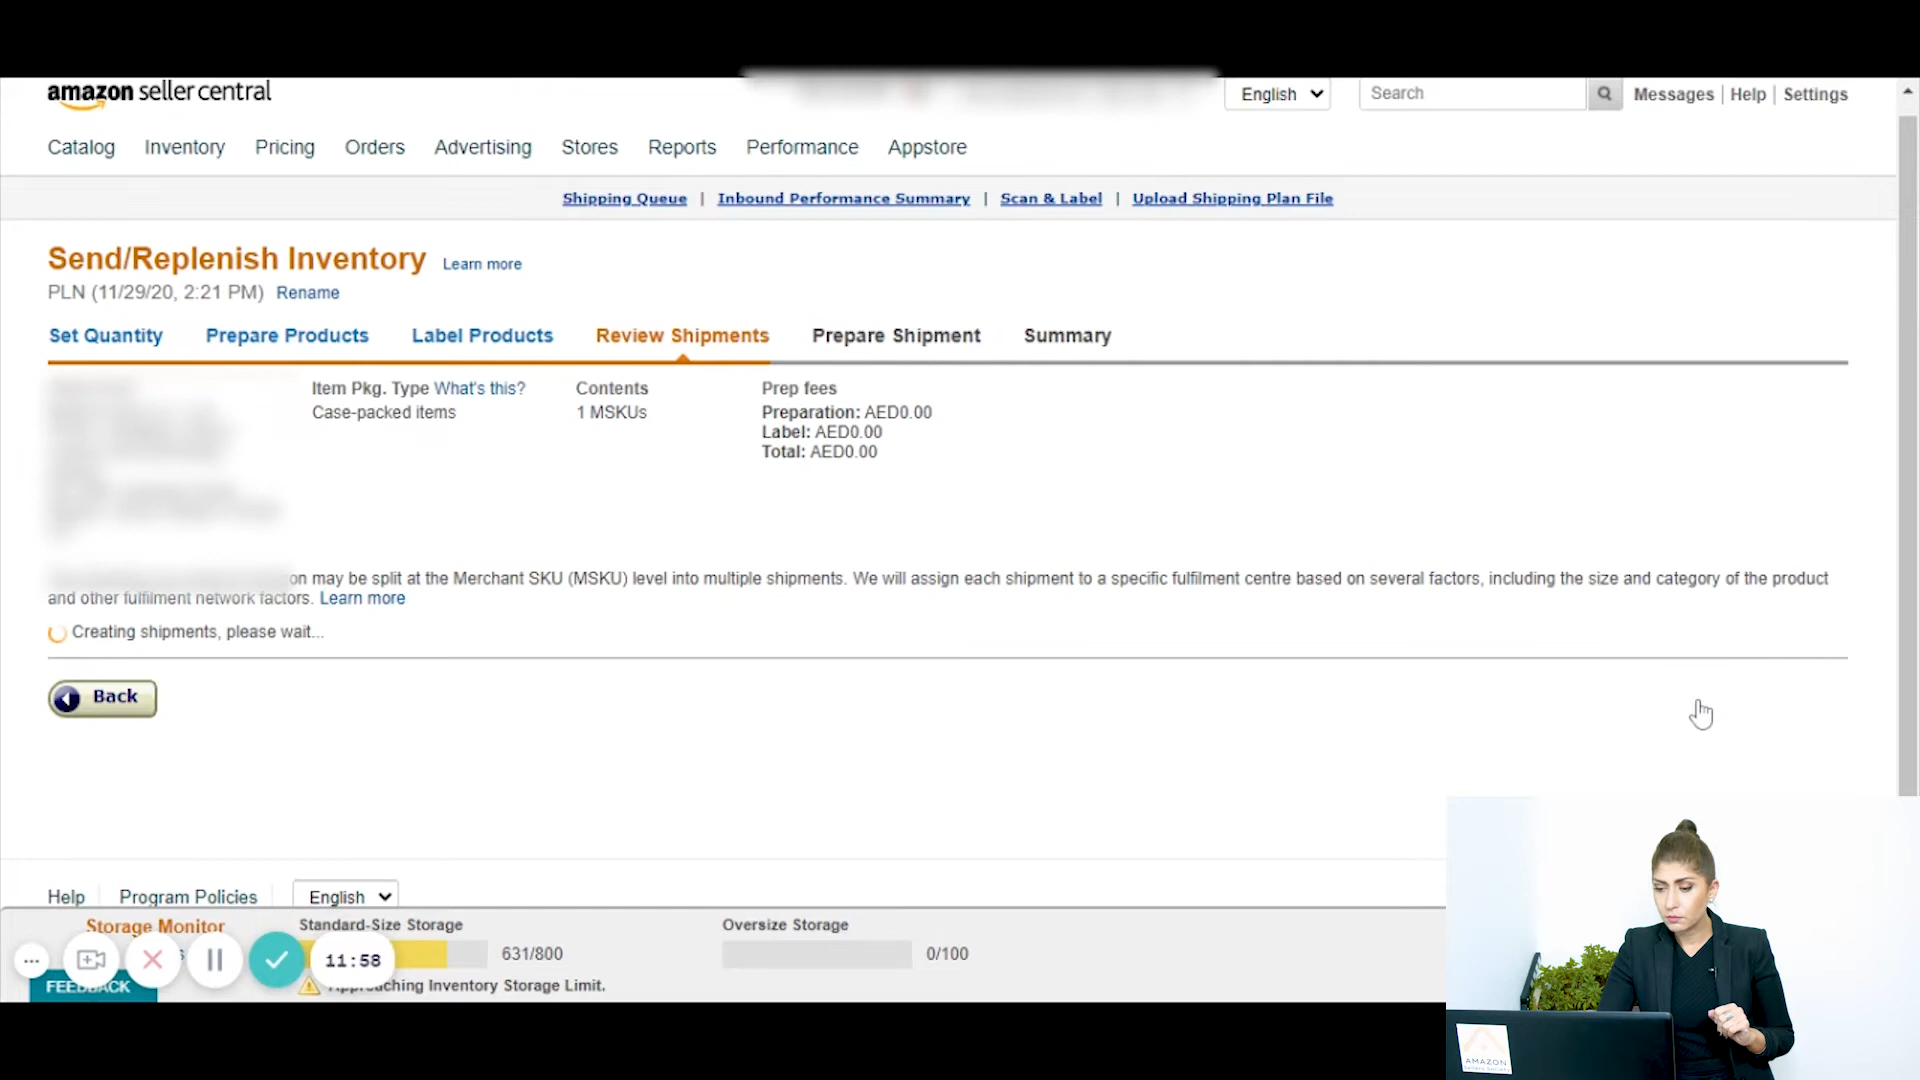 amazon seller central
English
Search
Messages | Help | Settings
Catalog Inventory Pricing Orders Advertising Stores Reports Performance Appstore
Shipping Queue | Inbound Performance Summary | Scan & Label | Upload Shipping Plan File
Send/Replenish Inventory Learn more
PLN (11/29/20, 2:21 PM) Rename
Set Quantity Prepare Products Label Products Review Shipments Prepare Shipment Summary
Item Pkg. Type What's this? Contents Prep fees
Case-packed items 1 MSKUs Preparation: AED0.00
Label: AED0.00
Total: AED0.00
on may be split at the Merchant SKU (MSKU) level into multiple shipments. We will assign each shipment to a specific fulfilment centre based on several factors, including the size and category of the product
and other fulfilment network factors. Learn more
Creating shipments, please wait...
Back
Help Program Policies English
Storage Monitor Standard-Size Storage Oversize Storage
11:58 631/800 0/100
FEEDBACK Approaching Inventory Storage Limit.
AMAZON